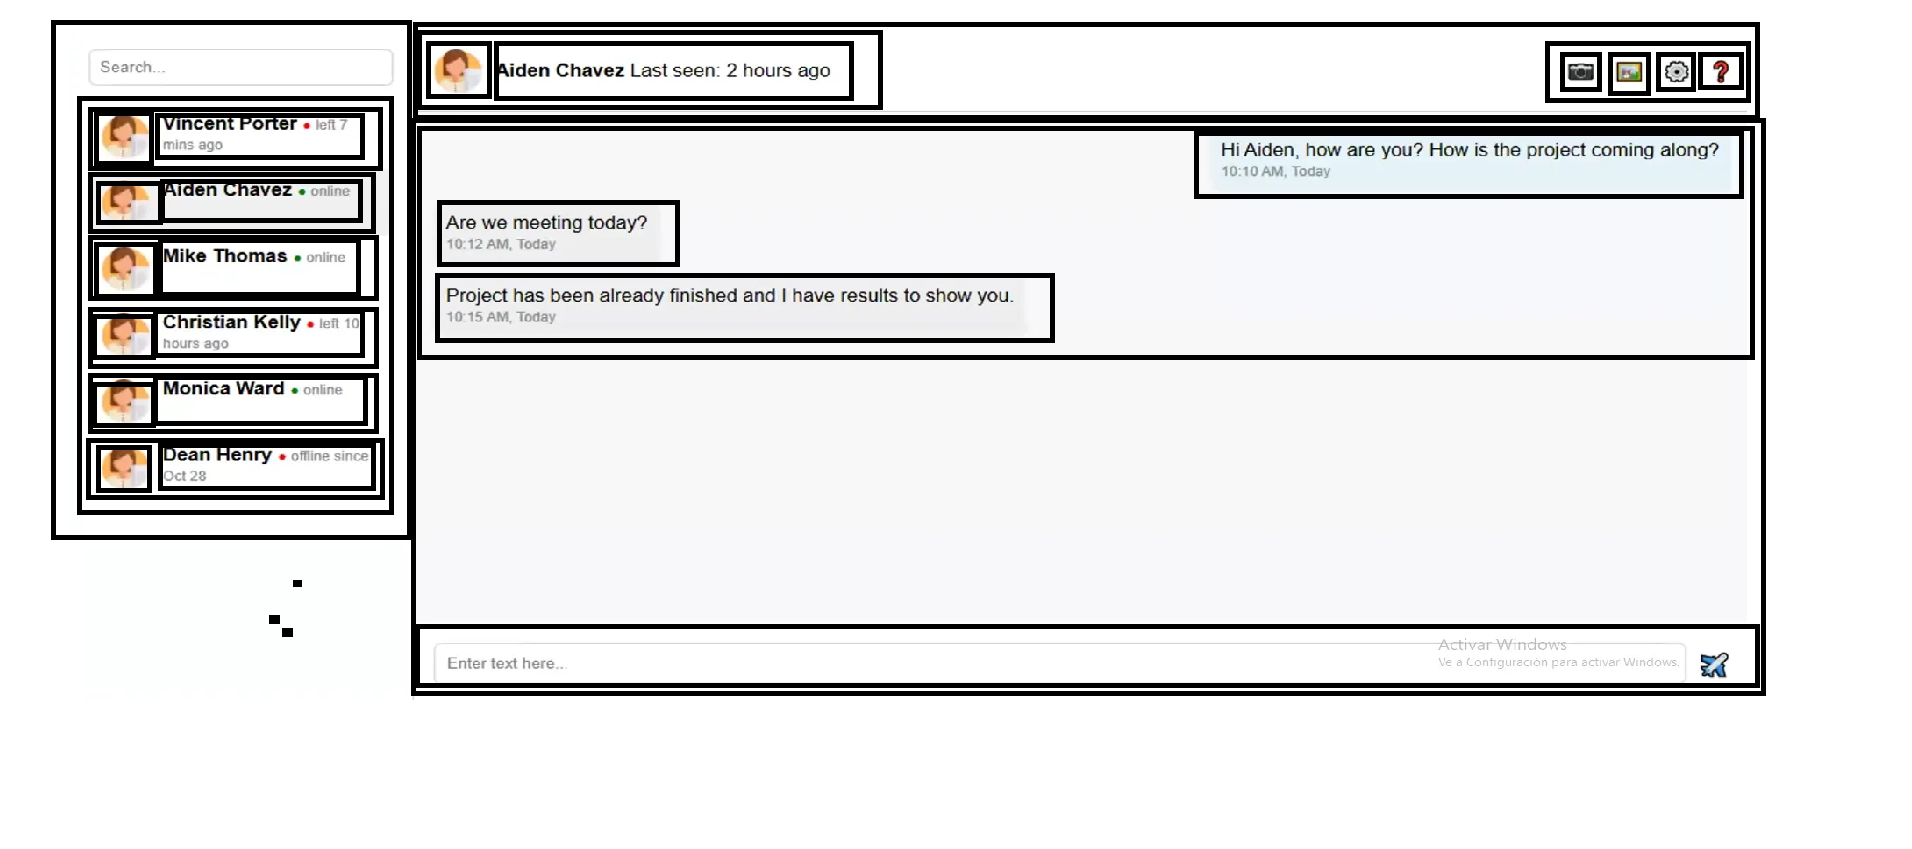 Search...
Vincent Porter ● left 7
mins ago
Aiden Chavez ● online
Mike Thomas ● online
Christian Kelly ● left 10
hours ago
Monica Ward ● online
Dean Henry ● offline since
Oct 28
Aiden Chavez Last seen: 2 hours ago
Hi Aiden, how are you? How is the project coming along?
10:10 AM, Today
Are we meeting today?
10:12 AM, Today
Project has been already finished and I have results to show you.
10:15 AM, Today
Enter text here...
Activar Windows
Ve a Configuración para activar Windows.